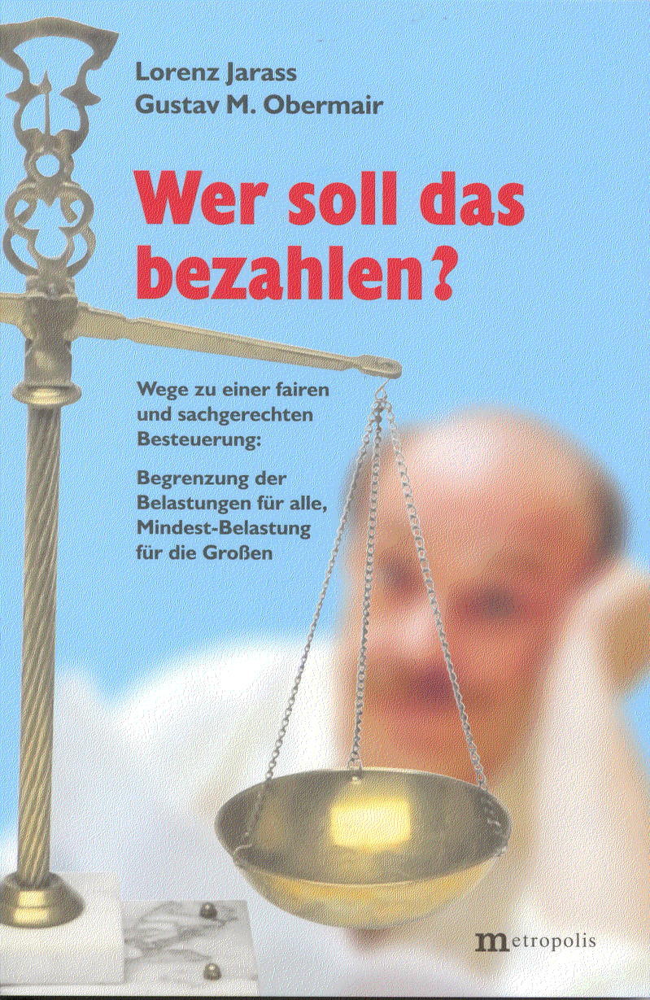 Lorenz Jarass
Gustav M. Obermair
Wer soll das
bezahlen?
Wege zu einer fairen
und sachgerechten
Besteuerung:
Begrenzung der
Belastungen für alle,
Mindest-Belastung
für die Großen
metropolis